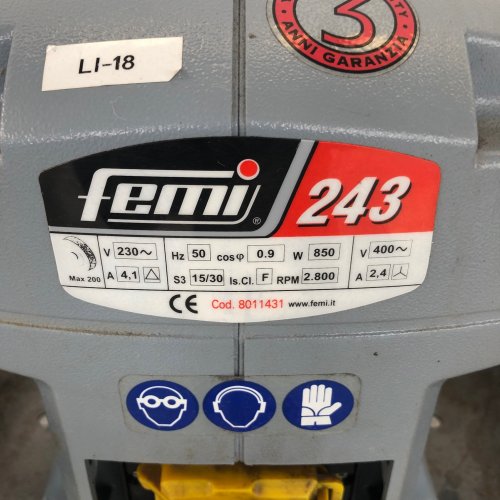 3
ANNI GARANZIA
LI-18
femi® 243
V 230~ Hz 50 cosφ 0.9 W 850 V 400~
Max 200 A 4,1 △ S3 15/30 Is.Cl. F RPM 2.800 A 2,4
CE Cod. 8011431 www.femi.it